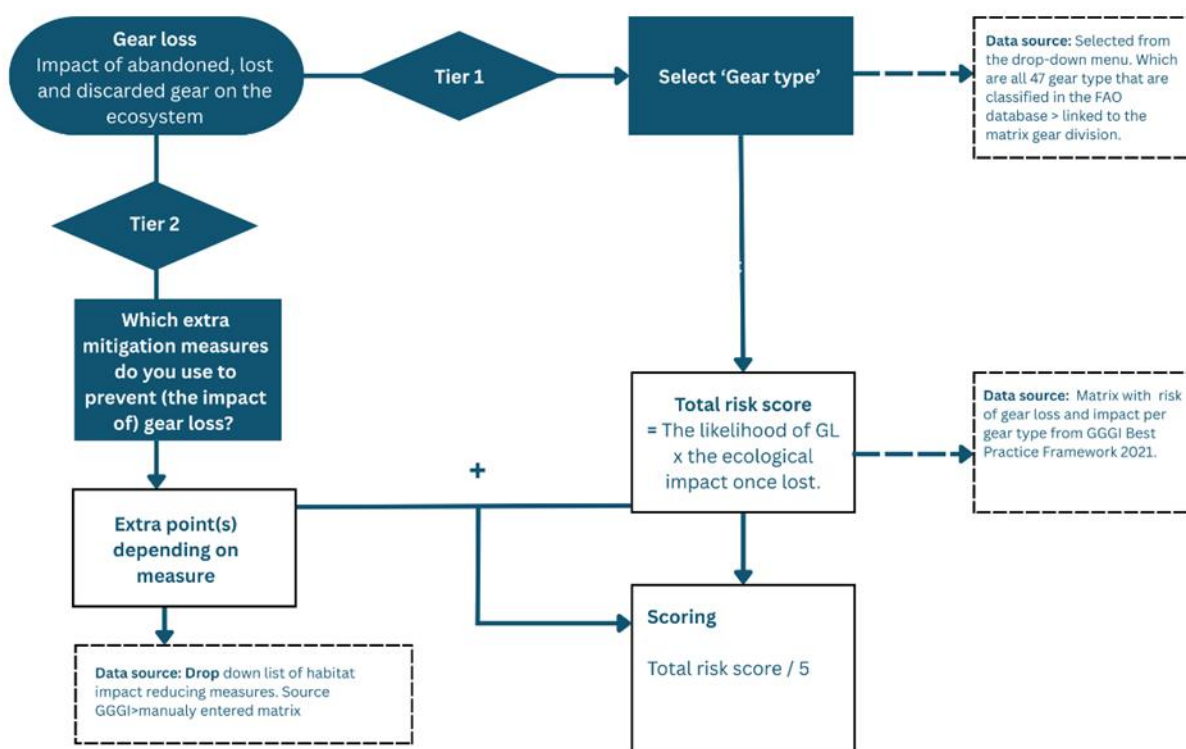 Gear loss
Impact of abandoned, lost
and discarded gear on the
ecosystem
Tier 1
Select 'Gear type'
Data source: Selected from
the drop-down menu. Which
are all 47 gear type that are
classified in the FAO
database > linked to the
matrix gear division.
Tier 2
Which extra
mitigation measures
do you use to
prevent (the impact
of) gear loss?
Total risk score
= The likelihood of GL
x the ecological
impact once lost.
Data source: Matrix with risk
of gear loss and impact per
gear type from GGGI Best
Practice Framework 2021.
+
Extra point(s)
depending on
measure
Scoring
Total risk score / 5
Data source: Drop down list of habitat
impact reducing measures. Source
GGGI>manualy entered matrix